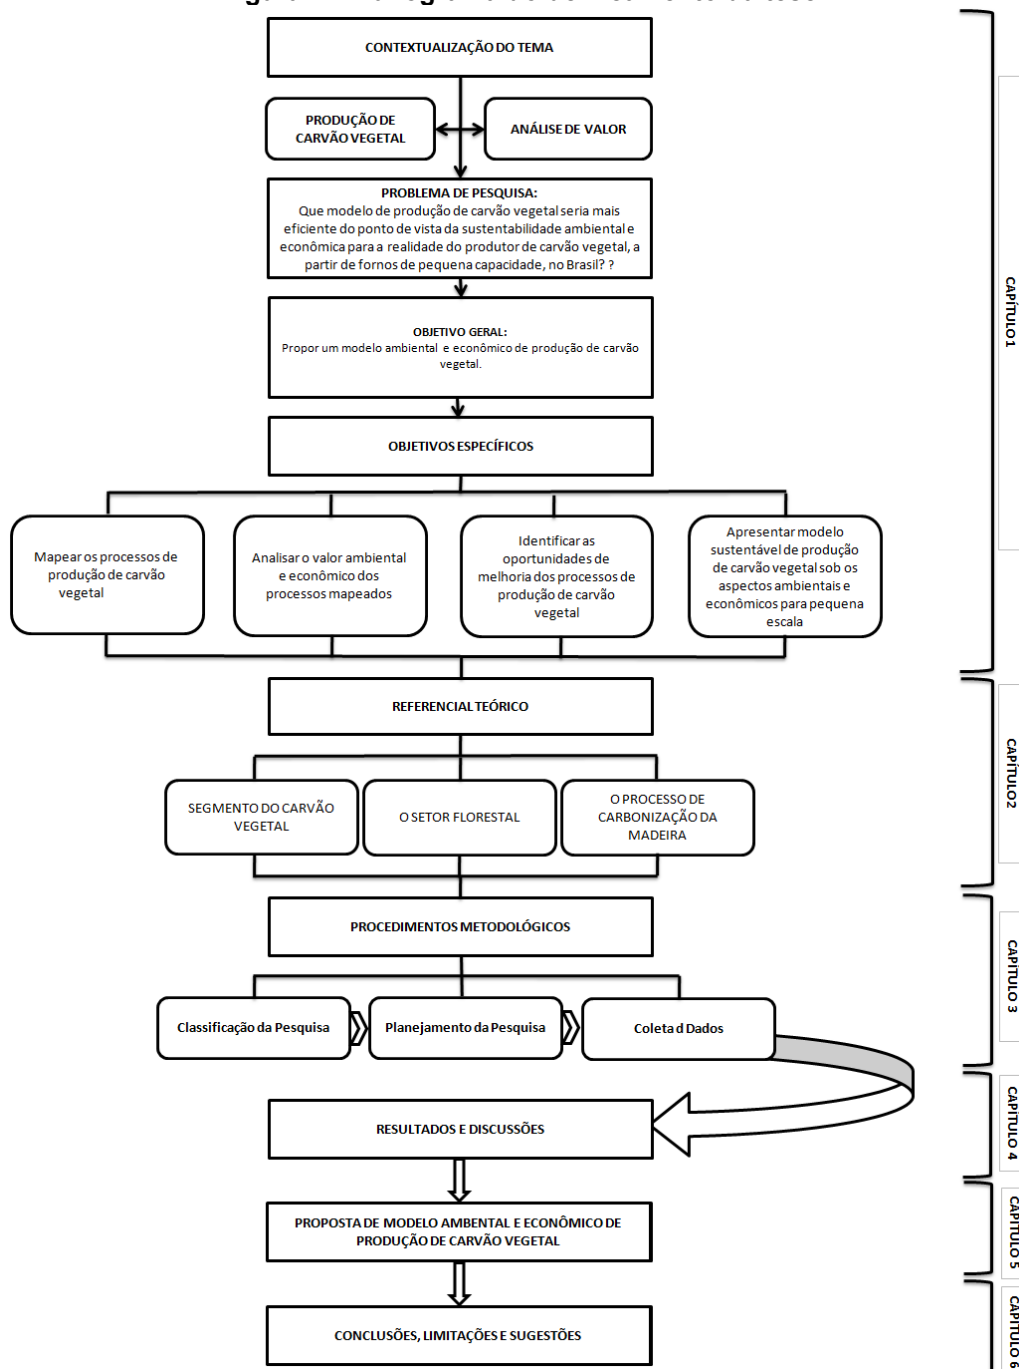 CONTEXTUALIZAÇÃO DO TEMA
PRODUÇÃO DE
CARVÃO VEGETAL
ANÁLISE DE VALOR
PROBLEMA DE PESQUISA:
Que modelo de produção de carvão vegetal seria mais
eficiente do ponto de vista da sustentabilidade ambiental e
econômica para a realidade do produtor de carvão vegetal, a
partir de fornos de pequena capacidade, no Brasil? ?
OBJETIVO GERAL:
Propor um modelo ambiental e econômico de produção de carvão
vegetal.
OBJETIVOS ESPECÍFICOS
Mapear os processos de
produção de carvão
vegetal
Analisar o valor ambiental
e econômico dos
processos mapeados
Identificar as
oportunidades de
melhoria dos processos de
produção de carvão
vegetal
Apresentar modelo
sustentável de produção
de carvão vegetal sob os
aspectos ambientais e
econômicos para pequena
escala
CAPÍTULO1
REFERENCIAL TEÓRICO
SEGMENTO DO CARVÃO
VEGETAL
O SETOR FLORESTAL
O PROCESSO DE
CARBONIZAÇÃO DA
MADEIRA
CAPÍTULO2
PROCEDIMENTOS METODOLÓGICOS
Classificação da Pesquisa
Planejamento da Pesquisa
Coleta d Dados
CAPÍTULO 3
RESULTADOS E DISCUSSÕES
CAPÍTULO 4
PROPOSTA DE MODELO AMBENTAL E ECONÔMICO DE
PRODUÇÃO DE CARVÃO VEGETAL
CAPÍTULO 5
CONCLUSÕES, LIMITAÇÕES E SUGESTÕES
CAPÍTULO 6